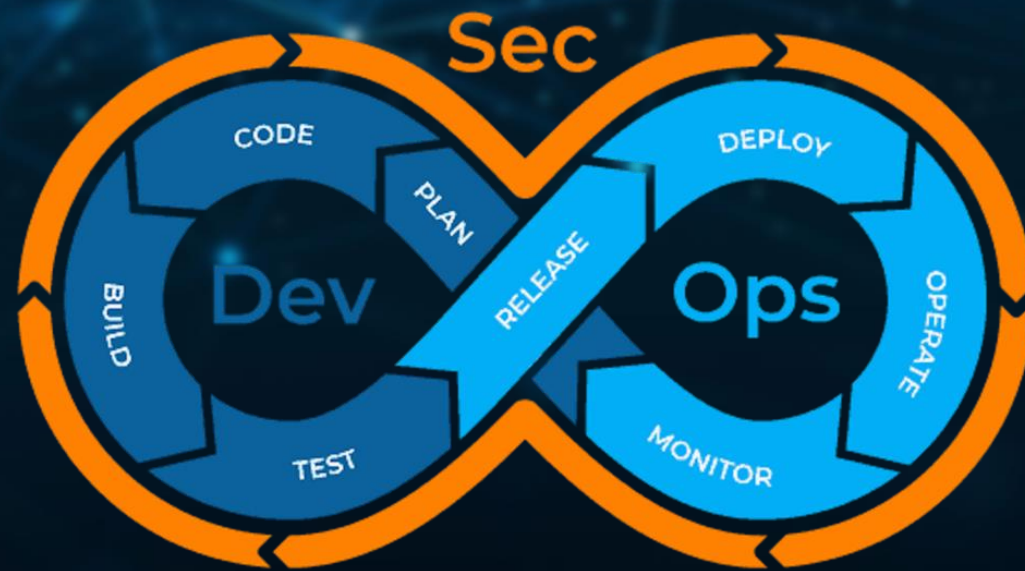 Sec
CODE
DEPLOY
PLAN
RELEASE
Dev
Ops
BUILD
OPERATE
TEST
MONITOR